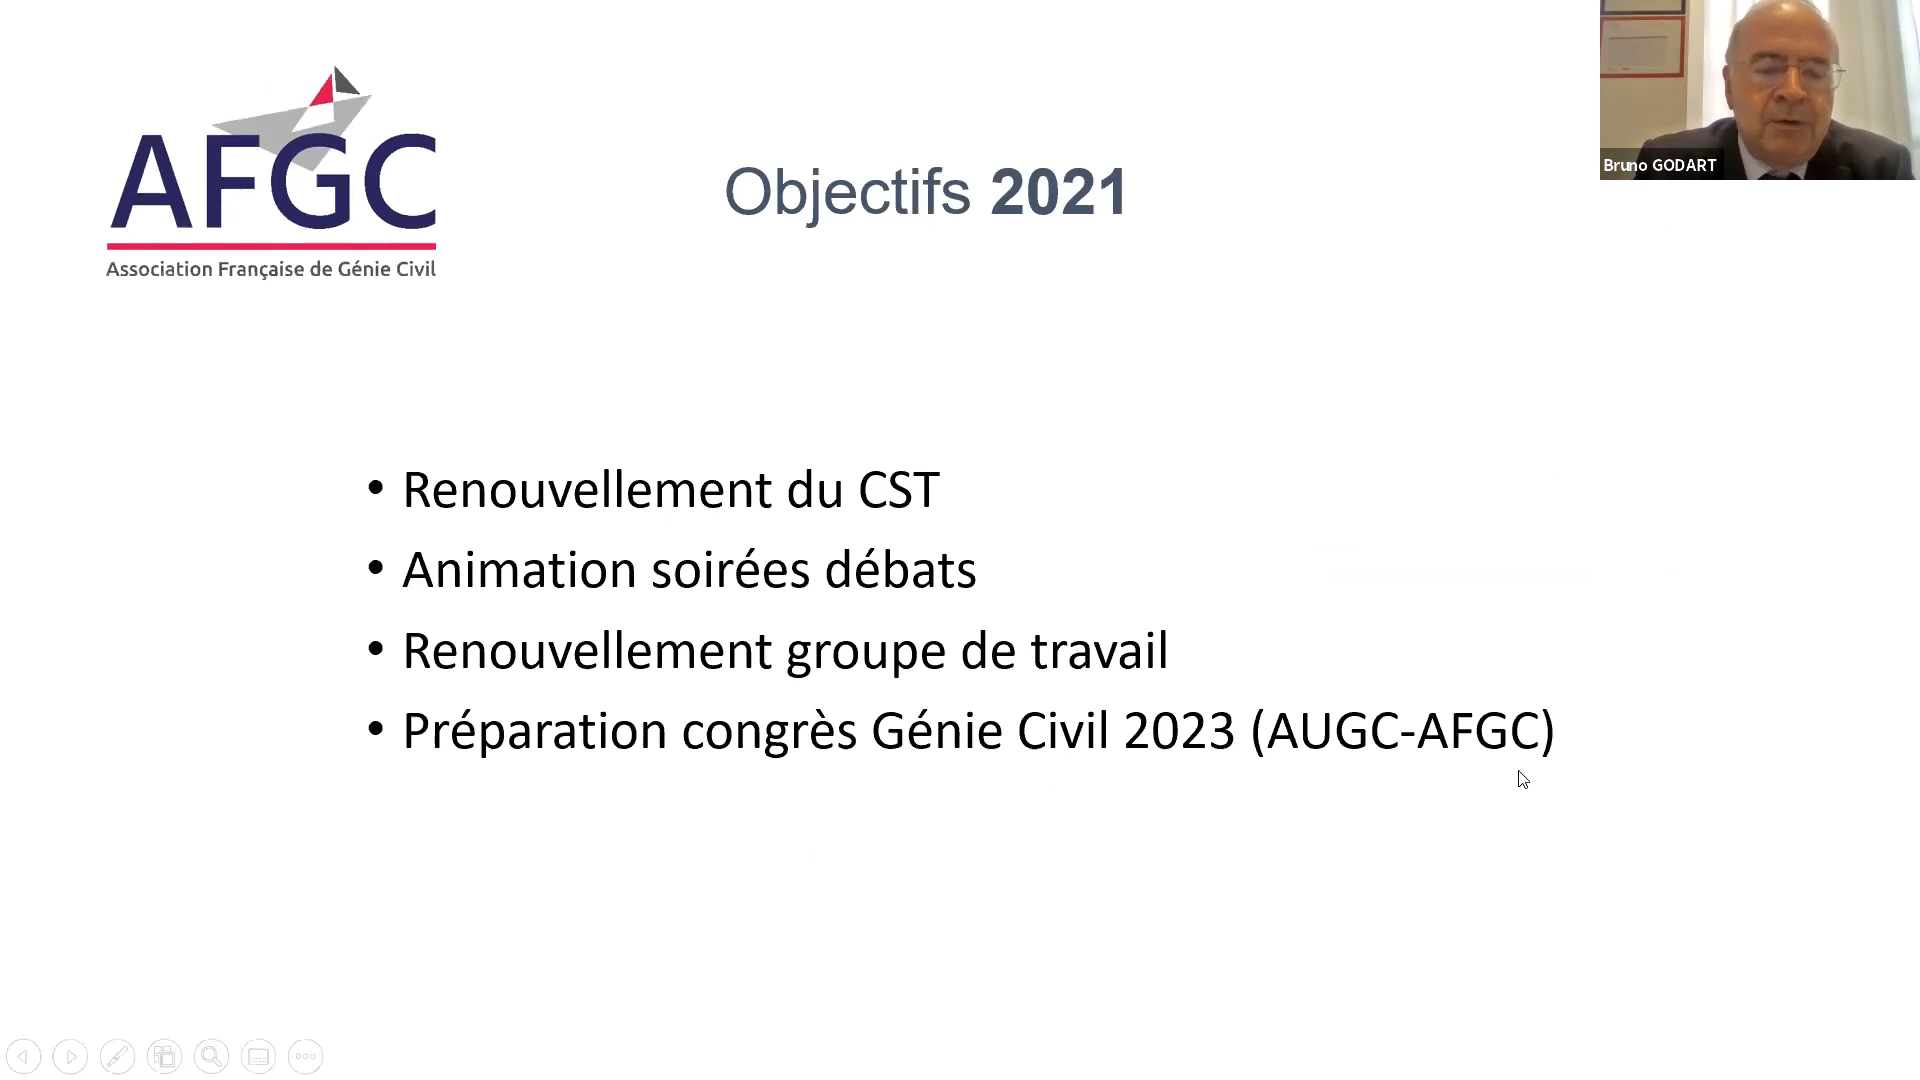 AFGC
Association Française de Génie Civil
Objectifs 2021
Bruno GODART
• Renouvellement du CST
• Animation soirées débats
• Renouvellement groupe de travail
• Préparation congrès Génie Civil 2023 (AUGC-AFGC)